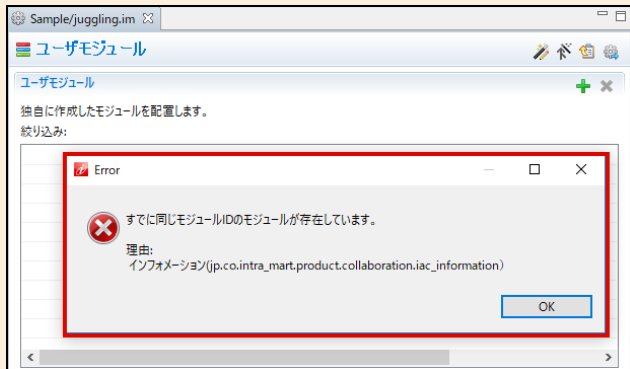 Sample/juggling.im
ユーザモジュール
ユーザモジュール
独自に作成したモジュールを配置します。
絞り込み:
Error
すでに同じモジュールIDのモジュールが存在しています。
理由:
インフォメーション(jp.co.intra_mart.product.collaboration.iac_information)
OK